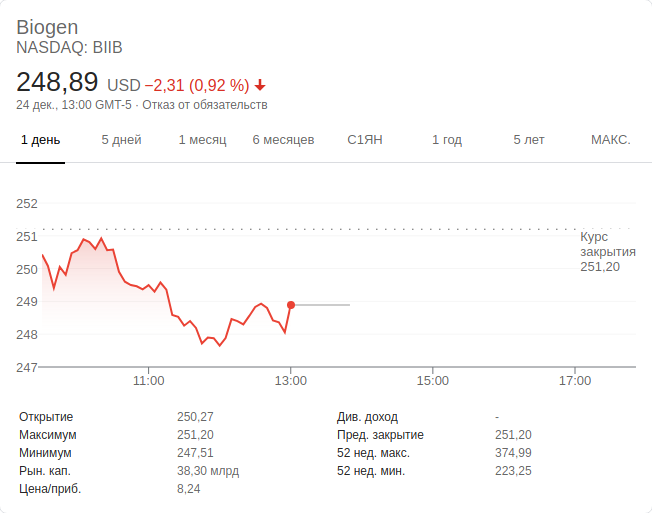 Biogen
NASDAQ: BIIB
248,89 USD −2,31 (0,92 %)
24 дек., 13:00 GMT-5 · Отказ от обязательств
1 день 5 дней 1 месяц 6 месяцев С1ЯН 1 год 5 лет МАКС.
252
251
250
249
248
247
Курс
закрытия
251,20
11:00 13:00 15:00 17:00
Открытие 250,27
Максимум 251,20
Минимум 247,51
Рын. кап. 38,30 млрд
Цена/приб. 8,24
Див. доход -
Пред. закрытие 251,20
52 нед. макс. 374,99
52 нед. мин. 223,25